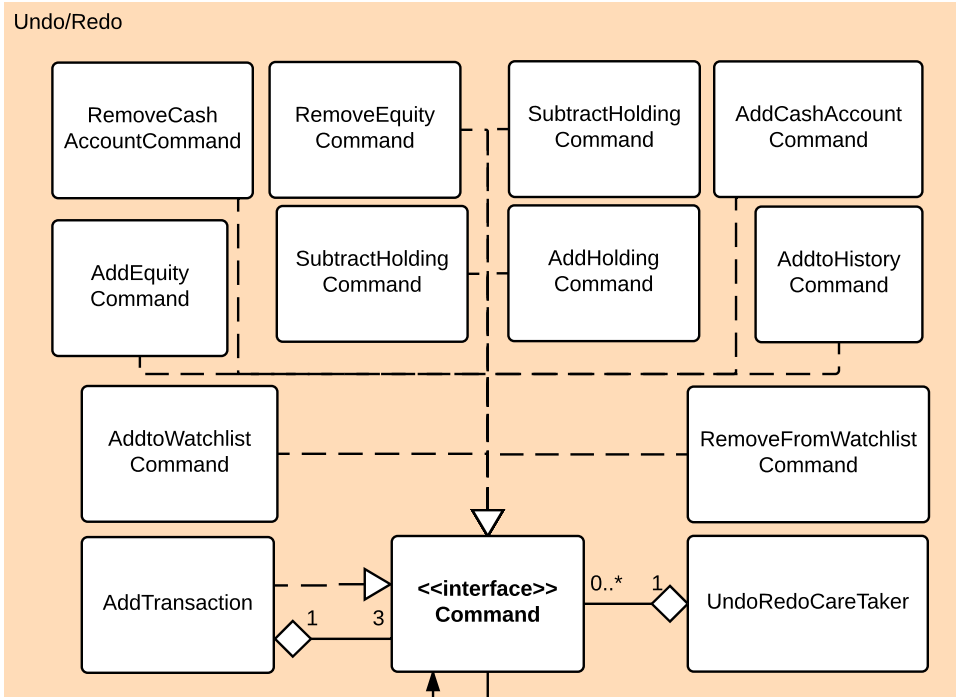 Undo/Redo
RemoveCash
AccountCommand
RemoveEquity
Command
SubtractHolding
Command
AddCashAccount
Command
AddEquity
Command
SubtractHolding
Command
AddHolding
Command
AddtoHistory
Command
AddtoWatchlist
Command
RemoveFromWatchlist
Command
AddTransaction
1
3
<<interface>>
Command
0..*
1
UndoRedoCareTaker